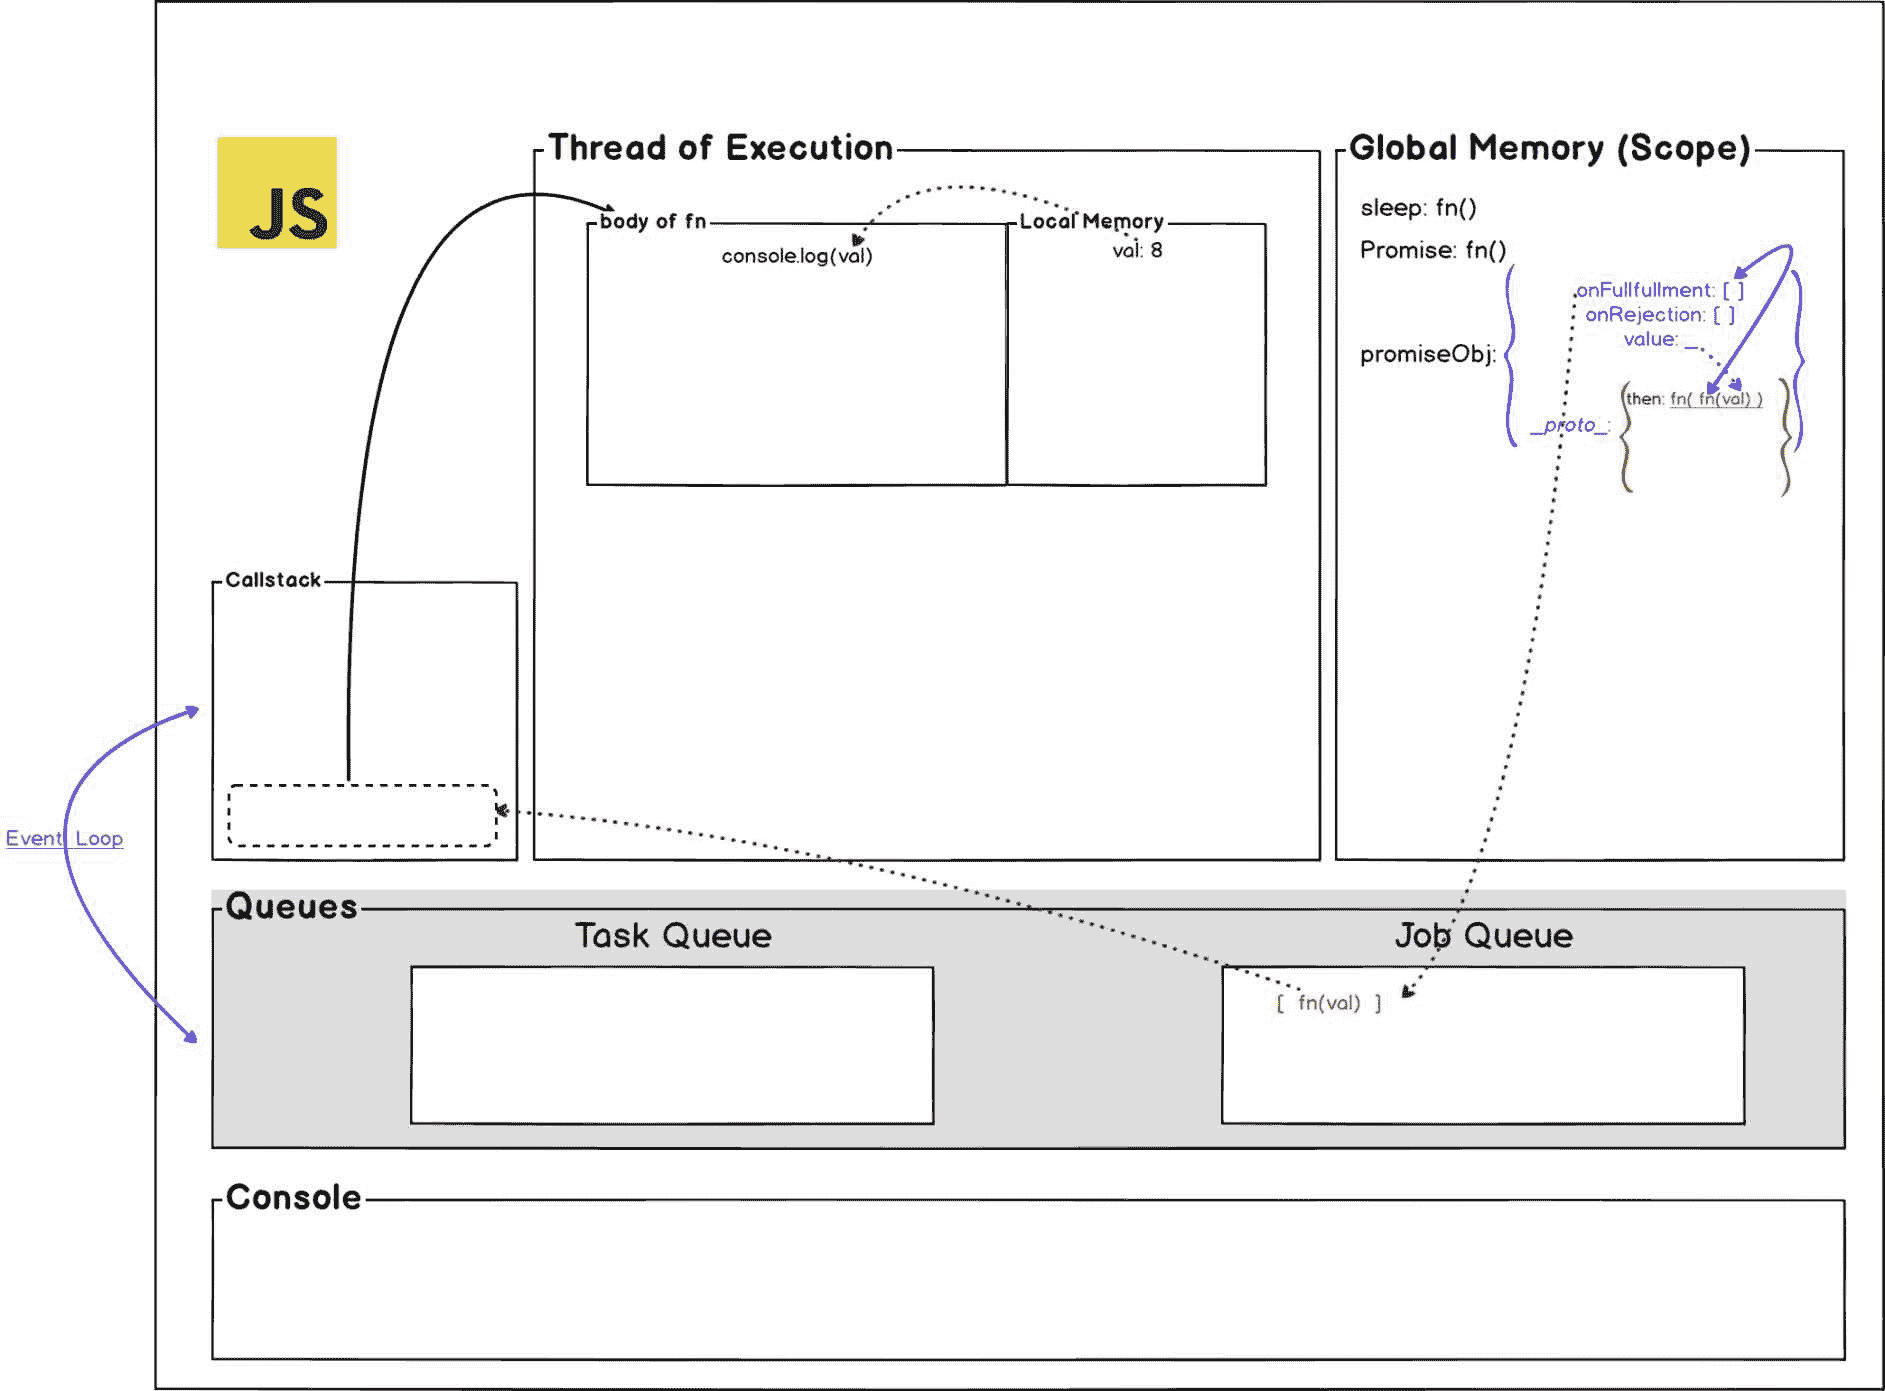 JS
Thread of Execution
body of fn
console.log(val)
Local Memory
val: 8
Global Memory (Scope)
sleep: fn()
Promise: fn()
promiseObj:
onFullfullment: [ ]
onRejection: [ ]
value: _
_proto_:
then: fn( fn(val) )
Callstack
Event Loop
Queues
Task Queue
Job Queue
[ fn(val) ]
Console